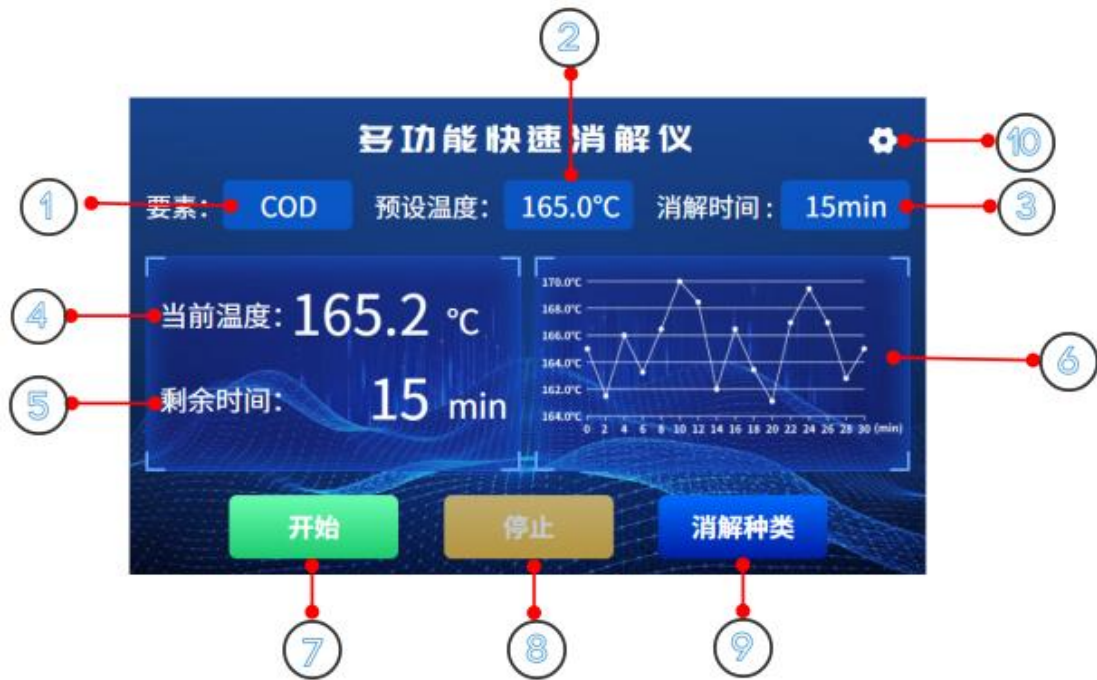 ②
多功能快速消解仪
⑩
① 要素： COD 预设温度： 165.0℃ 消解时间： 15min ③
④ 当前温度： 165.2 ℃
⑤ 剩余时间： 15 min
170.0℃
168.0℃
166.0℃
164.0℃
162.0℃
164.0℃
0 2 4 6 8 10 12 14 16 18 20 22 24 26 28 30 (min)
⑥
开始 停止 消解种类
⑦ ⑧ ⑨